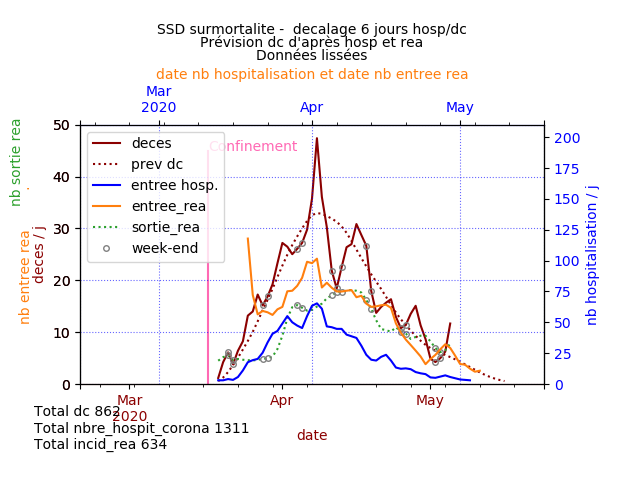 SSD surmortalite -  decalage 6 jours hosp/dc
Prévision dc d'après hosp et rea
Données lissées
date nb hospitalisation et date nb entree rea
Mar
2020
Apr
May
50
40
30
20
10
0
200
175
150
125
100
75
50
25
0
nb sortie rea
.
nb entree rea
deces / j
nb hospitalisation / j
Confinement
deces
prev dc
entree hosp.
entree_rea
sortie_rea
week-end
Mar
2020
Apr
May
date
Total dc 862
Total nbre_hospit_corona 1311
Total incid_rea 634